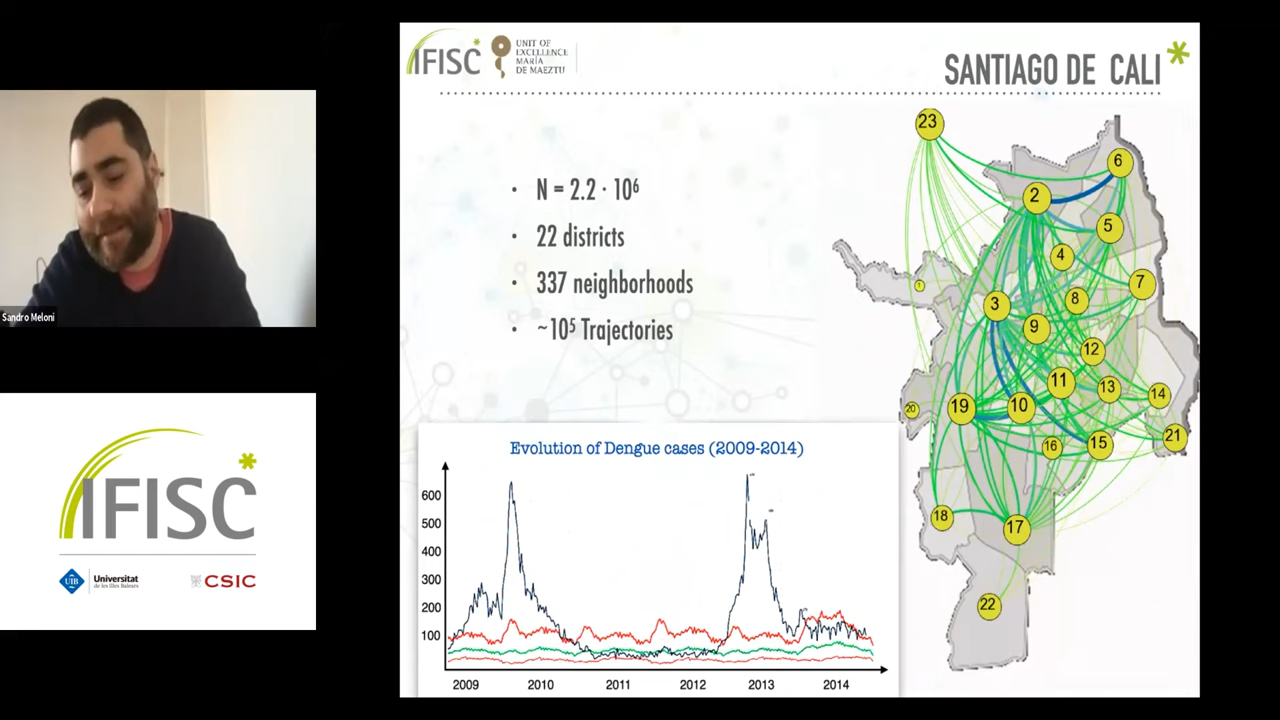 IFISC
UNIT OF
EXCELLENCE
MARÍA
DE MAEZTU
SANTIAGO DE CALI
• N = 2.2 · 10⁶
• 22 districts
• 337 neighborhoods
• ~10⁵ Trajectories
23
6
2
5
4
7
1
8
3
9
12
11
13
14
20
19
10
21
15
16
18
17
22
Evolution of Dengue cases (2009-2014)
600
500
400
300
200
100
2009 2010 2011 2012 2013 2014
Sandro Meloni
IFISC
UIB
Universitat
de les Illes Balears
CSIC